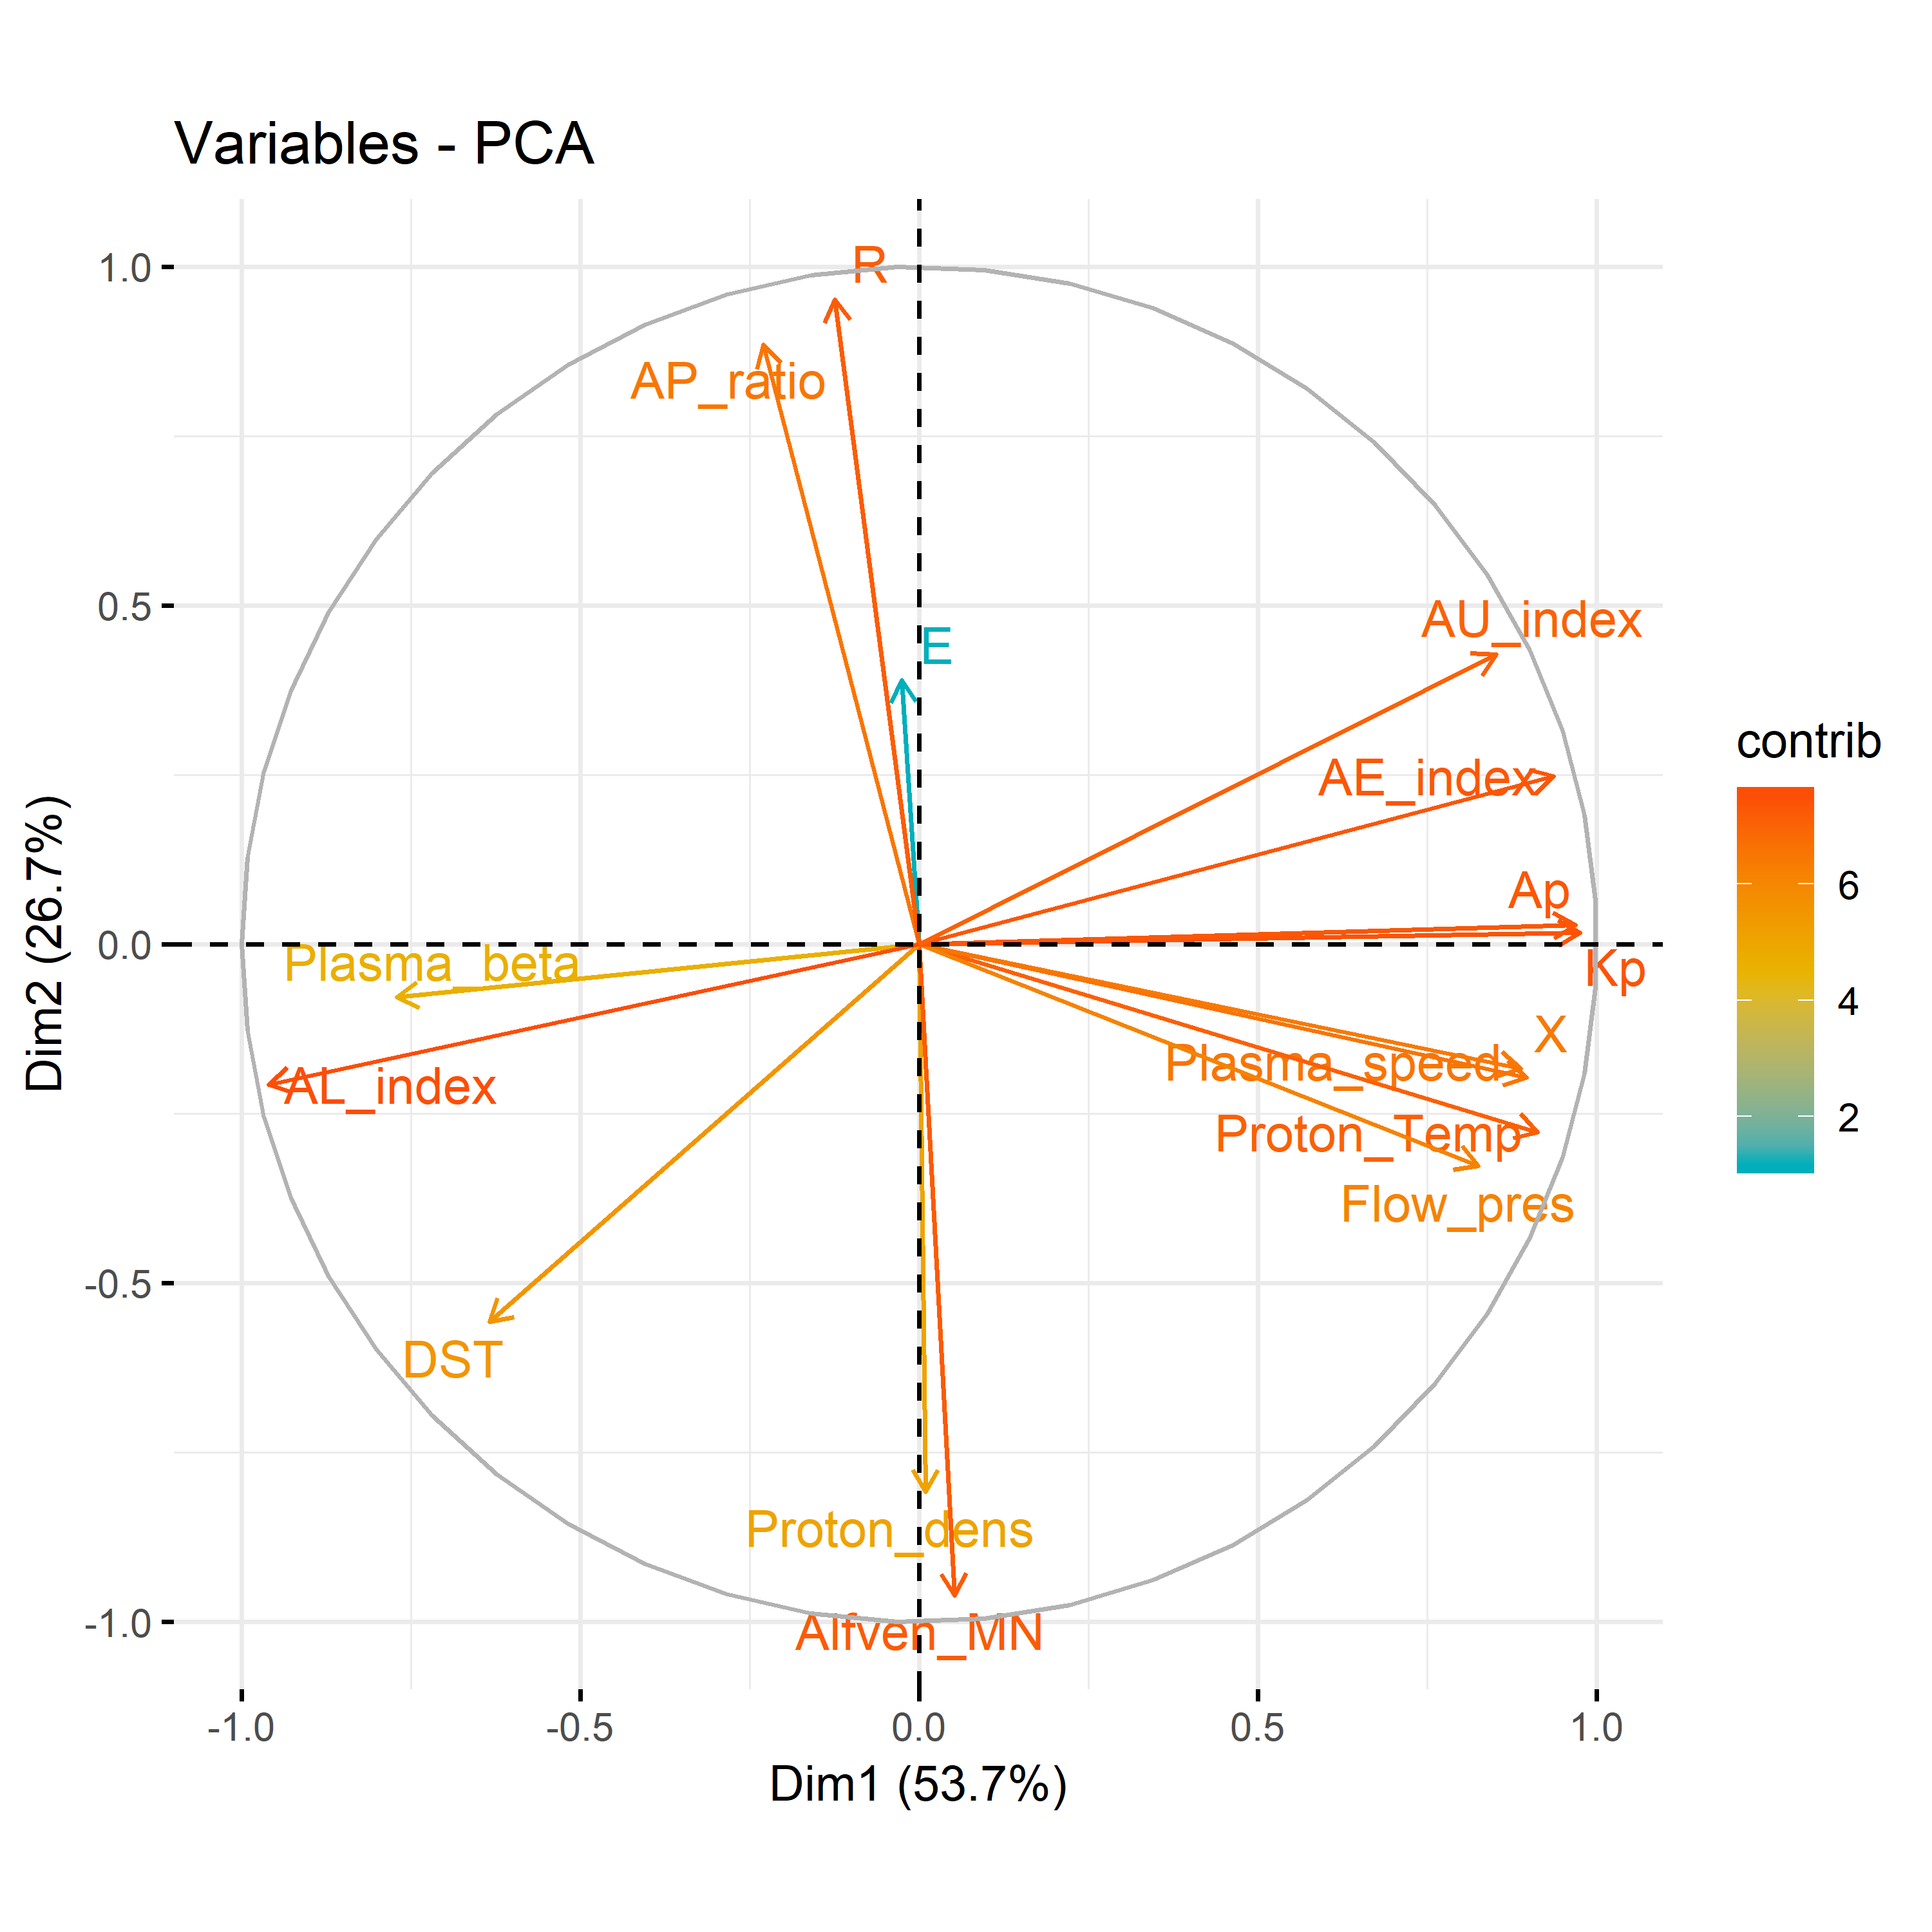 Variables - PCA
R
AP_ratio
E
AU_index
AE_index
Ap
Kp
Plasma_beta
AL_index
X
Plasma_speed
Proton_Temp
Flow_pres
DST
Proton_dens
Alfven_MN
1.0
0.5
0.0
-0.5
-1.0
Dim2 (26.7%)
-1.0
-0.5
0.0
0.5
1.0
Dim1 (53.7%)
contrib
6
4
2